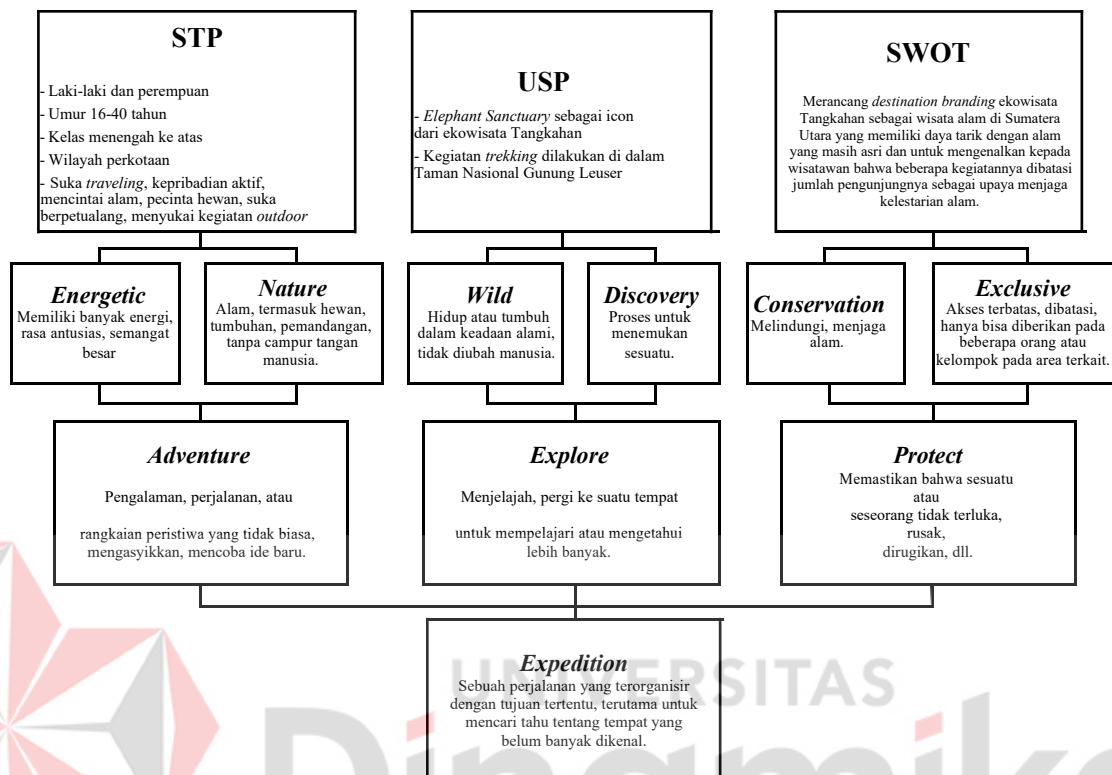 STP
- Laki-laki dan perempuan
- Umur 16-40 tahun
- Kelas menengah ke atas
- Wilayah perkotaan
- Suka traveling, kepribadian aktif,
mencintai alam, pecinta hewan, suka
berpetualang, menyukai kegiatan outdoor
USP
- Elephant Sanctuary sebagai icon
dari ekowisata Tangkahan
- Kegiatan trekking dilakukan di dalam
Taman Nasional Gunung Leuser
SWOT
Merancang destination branding ekowisata
Tangkahan sebagai wisata alam di Sumatera
Utara yang memiliki daya tarik dengan alam
yang masih asri dan untuk mengenalkan kepada
wisatawan bahwa beberapa kegiatannya dibatasi
jumlah pengunjungnya sebagai upaya menjaga
kelestarian alam.
Energetic
Memiliki banyak energi,
rasa antusias, semangat
besar
Nature
Alam, termasuk hewan,
tumbuhan, pemandangan,
tanpa campur tangan
manusia.
Wild
Hidup atau tumbuh
dalam keadaan alami,
tidak diubah manusia.
Discovery
Proses untuk
menemukan
sesuatu.
Conservation
Melindungi, menjaga
alam.
Exclusive
Akses terbatas, dibatasi,
hanya bisa diberikan pada
beberapa orang atau
kelompok pada area terkait.
Adventure
Pengalaman, perjalanan, atau
rangkaian peristiwa yang tidak biasa,
mengasyikkan, mencoba ide baru.
Explore
Menjelajah, pergi ke suatu tempat
untuk mempelajari atau mengetahui
lebih banyak.
Protect
Memastikan bahwa sesuatu
atau
seseorang tidak terluka,
rusak,
dirugikan, dll.
Expedition
Sebuah perjalanan yang terorganisir
dengan tujuan tertentu, terutama untuk
mencari tahu tentang tempat yang
belum banyak dikenal.
UNIVERSITAS
Dinamika